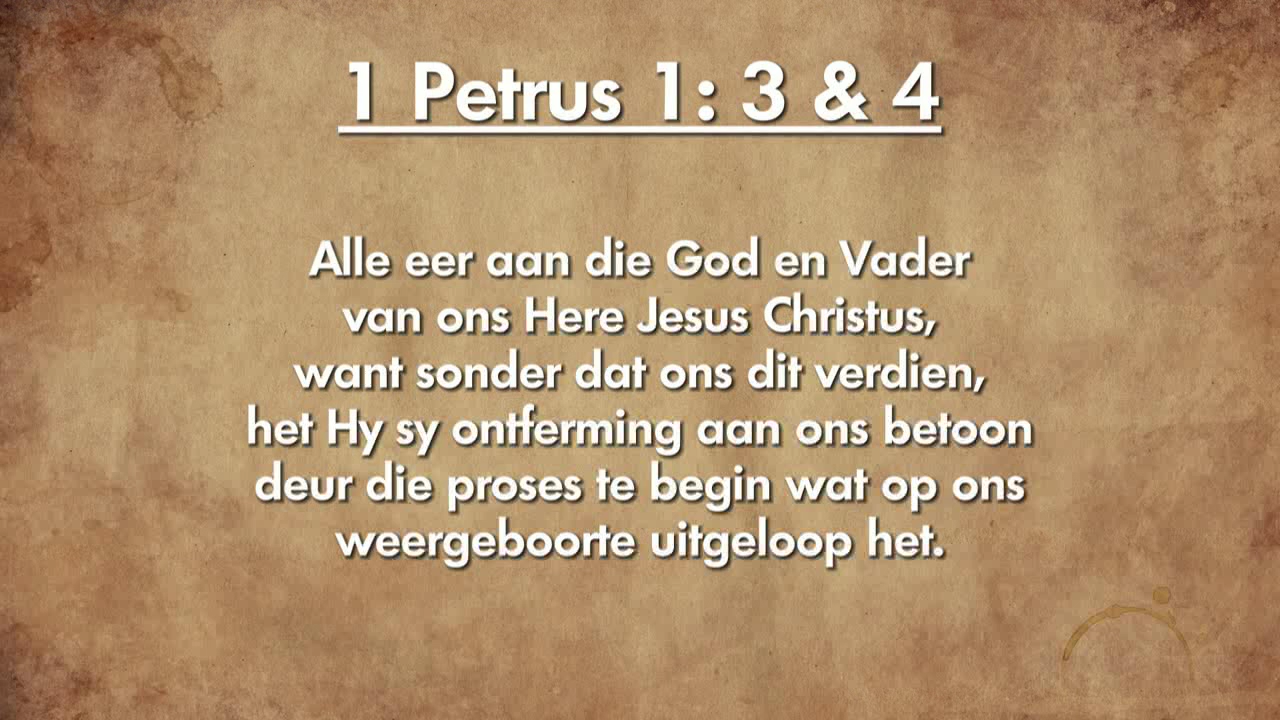 1 Petrus 1: 3 & 4
Alle eer aan die God en Vader
van ons Here Jesus Christus,
want sonder dat ons dit verdien,
het Hy sy ontferming aan ons betoon
deur die proses te begin wat op ons
weergeboorte uitgeloop het.